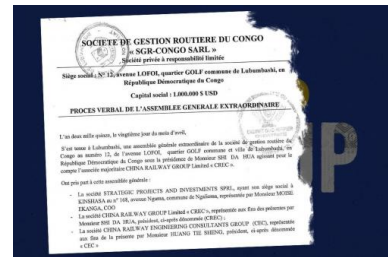 SOCIETE DE GESTION ROUTIERE DU CONGO
« SGR-CONGO SARL »
Société privée à responsabilité limitée
Siège social : N° 12, avenue LOFOI, quartier GOLF commune de Lubumbashi, en
République Démocratique du Congo
Capital social : 1.000.000 $ USD
PROCES VERBAL DE L'ASSEMBLEE GENERALE EXTRAORDINAIRE
L'an deux mille quinze, le vingtième jour du mois d'avril,
S'est tenue à Lubumbashi, une assemblée générale extraordinaire de la société de gestion routière du
Congo au numéro 12, de l'avenue LOFOI, quartier GOLF commune et ville de Lubumbashi, en
République Démocratique du Congo sous la présidence de Monsieur SHI DA HUA agissant pour le
compte l'associée majoritaire CHINA RAILWAY GROUP Limited « CREC ».
Ont pris part à cette assemblée générale :
- La société STRATEGIC PROJECTS AND INVESTMENTS SPRL, ayant son siège social à
KINSHASA au n° 168, avenue Nguma, commune de Ngaliema, représentée par Monsieur MOISE
EKANGA, COO
- La société CHINA RAILWAY GROUP Limited « CREC », représentée aux fins des présentes par
Monsieur SHI DA HUA, président, ci-après dénommée (CREC) ;
- La société CHINA RAILWAY ENGINEERING CONSULTANTS GROUP (CEC), représentée
aux fins de la présente par Monsieur HUANG TIE SHENG, président, ci-après dénommée
« CEC »